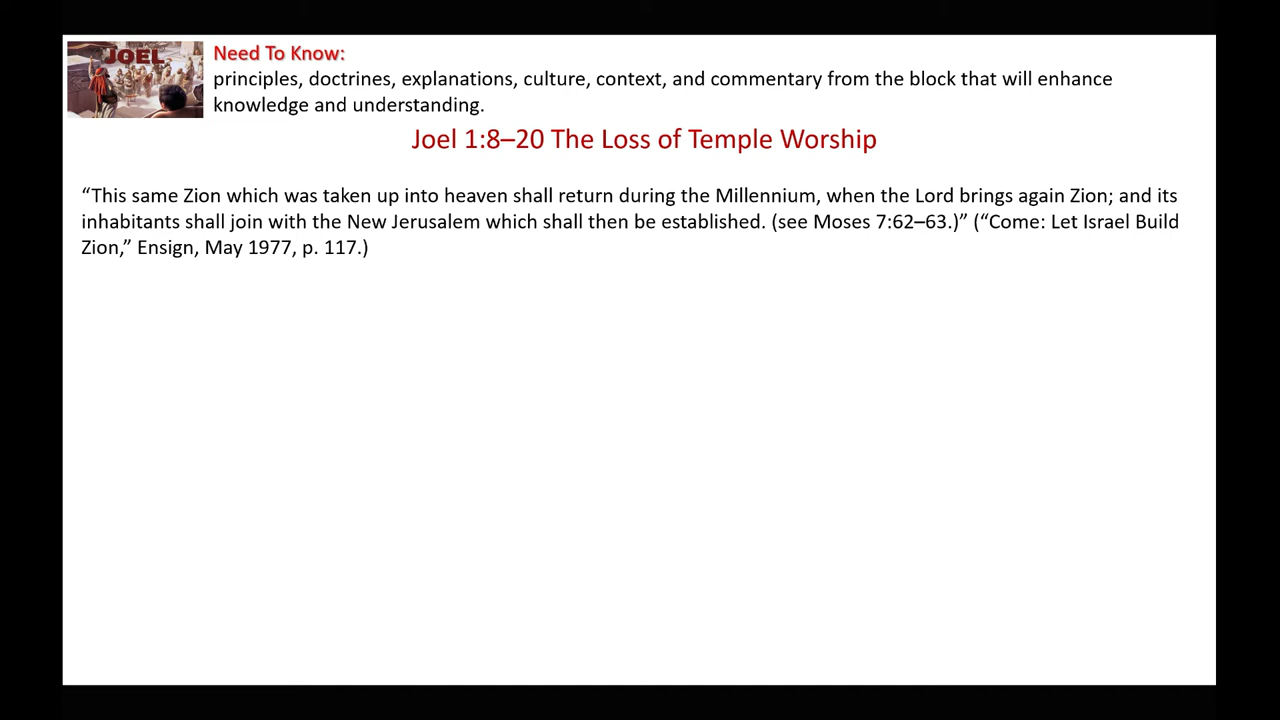 JOEL
Need To Know:
principles, doctrines, explanations, culture, context, and commentary from the block that will enhance
knowledge and understanding.
Joel 1:8–20 The Loss of Temple Worship
“This same Zion which was taken up into heaven shall return during the Millennium, when the Lord brings again Zion; and its
inhabitants shall join with the New Jerusalem which shall then be established. (see Moses 7:62–63.)” (“Come: Let Israel Build
Zion,” Ensign, May 1977, p. 117.)